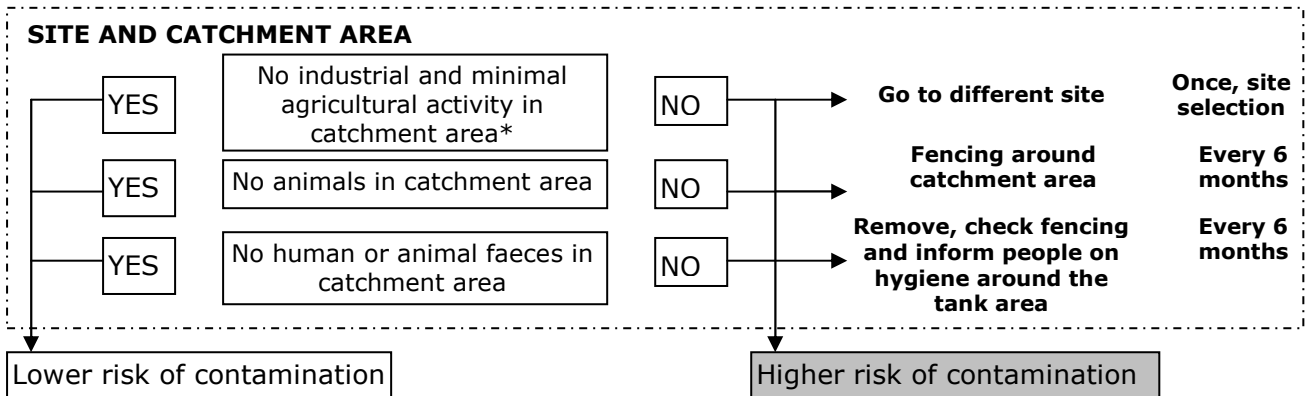 SITE AND CATCHMENT AREA
YES
No industrial and minimal
agricultural activity in
catchment area*
NO
Go to different site
Once, site
selection
YES
No animals in catchment area
NO
Fencing around
catchment area
Every 6
months
YES
No human or animal faeces in
catchment area
NO
Remove, check fencing
and inform people on
hygiene around the
tank area
Every 6
months
Lower risk of contamination
Higher risk of contamination